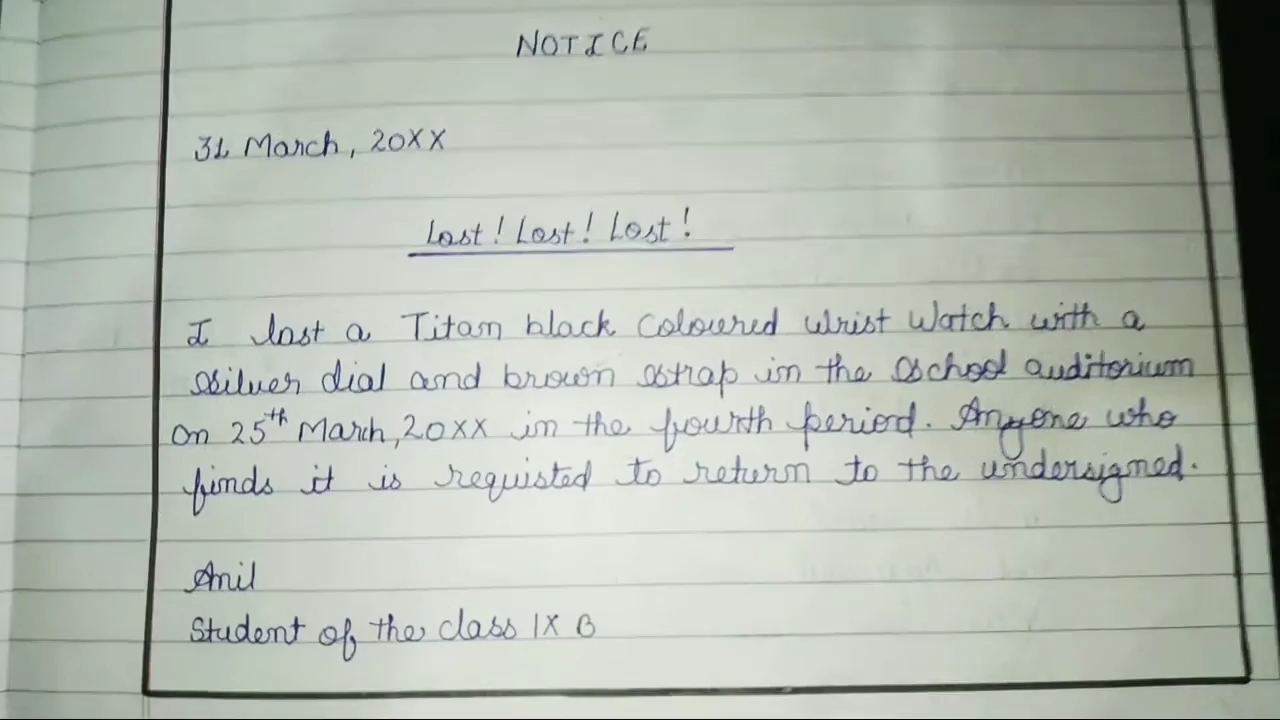 NOTICE
31 March, 20XX
Lost! Lost! Lost!
I lost a Titan black coloured wrist watch with a
silver dial and brown strap in the school auditorium
on 25th March, 20XX in the fourth period. Anyone who
finds it is requisted to return to the undersigned.
Anil
Student of the class IX B